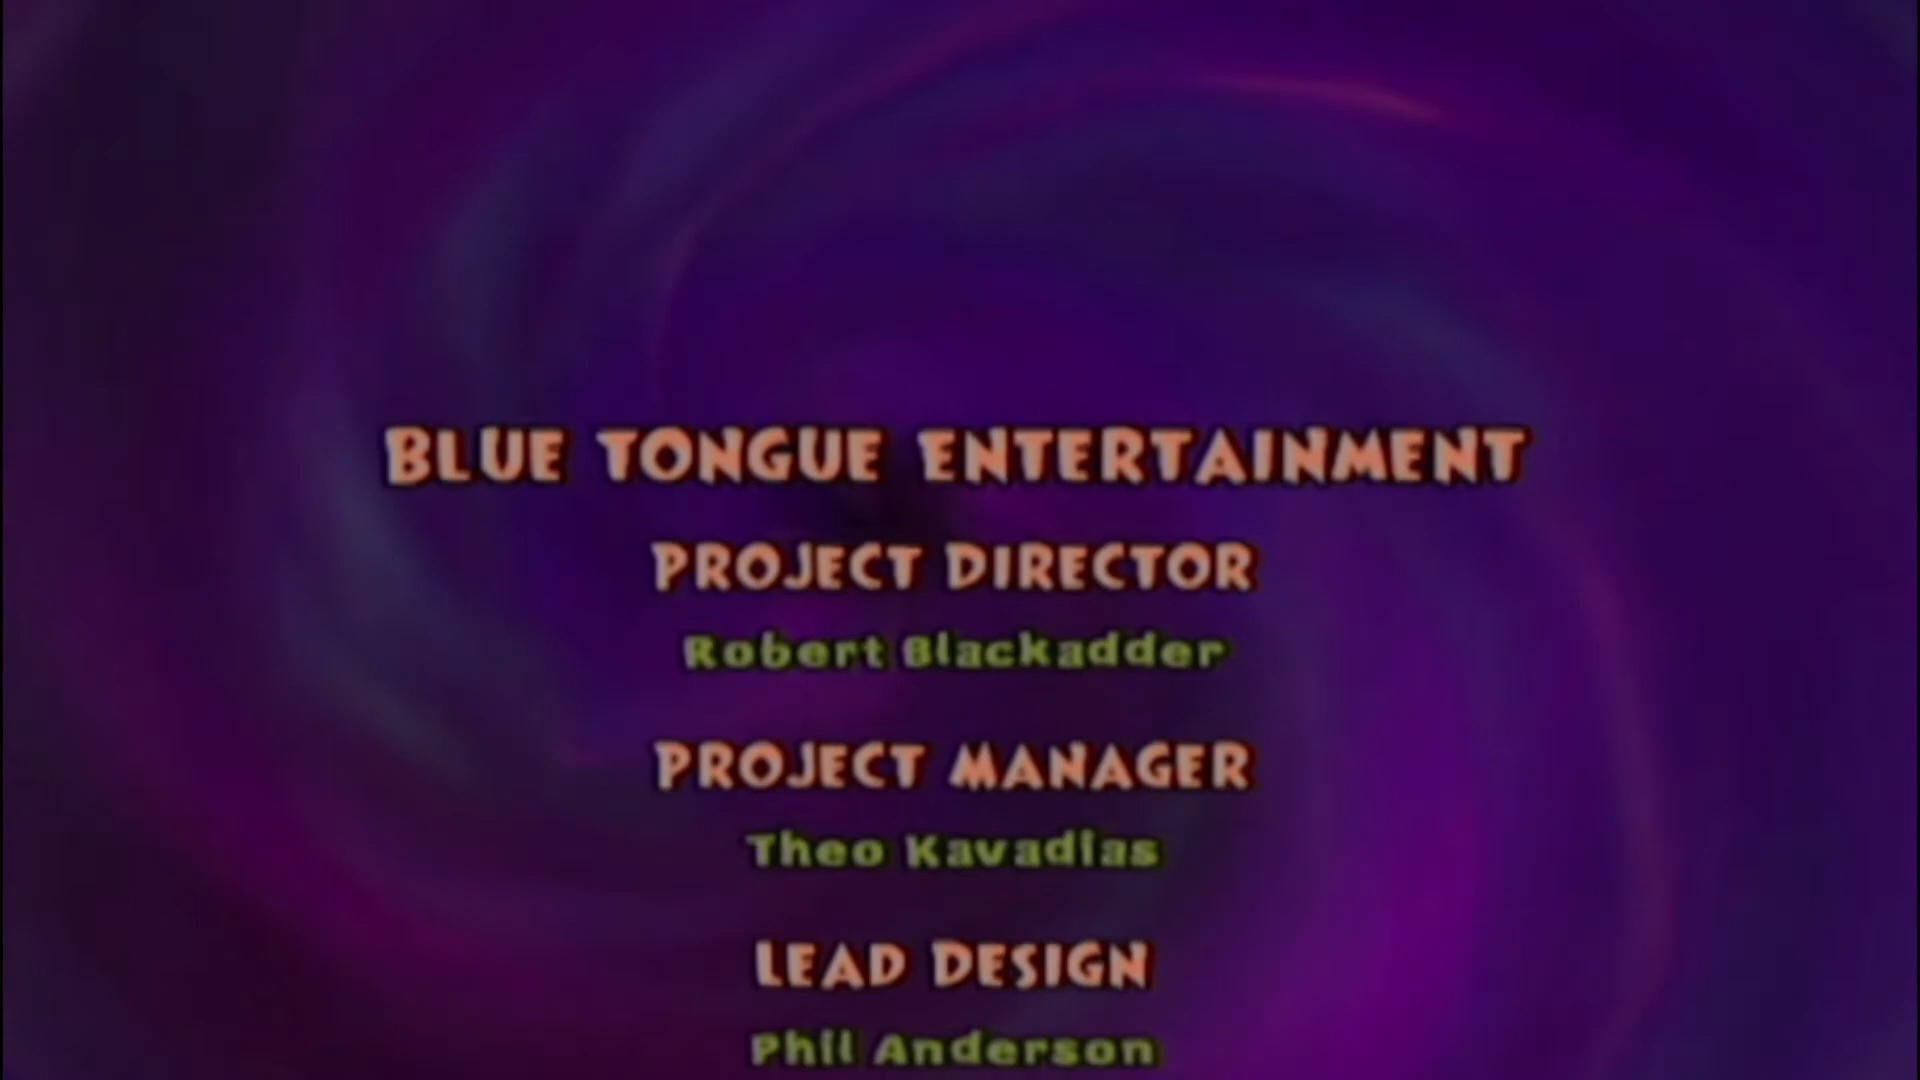 BLUE TONGUE ENTERTAINMENT
PROJECT DIRECTOR
Robert Blackadder
PROJECT MANAGER
Theo Kavadias
LEAD DESIGN
Phil Anderson